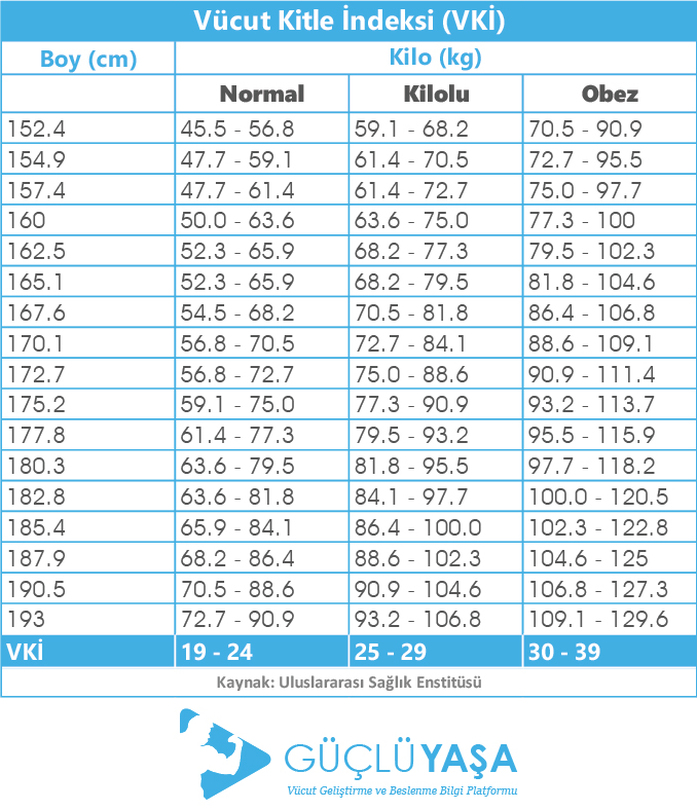 Vücut Kitle İndeksi (VKİ)
Boy (cm) Kilo (kg)
Normal Kilolu Obez
152.4 45.5 - 56.8 59.1 - 68.2 70.5 - 90.9
154.9 47.7 - 59.1 61.4 - 70.5 72.7 - 95.5
157.4 47.7 - 61.4 61.4 - 72.7 75.0 - 97.7
160 50.0 - 63.6 63.6 - 75.0 77.3 - 100
162.5 52.3 - 65.9 68.2 - 77.3 79.5 - 102.3
165.1 52.3 - 65.9 68.2 - 79.5 81.8 - 104.6
167.6 54.5 - 68.2 70.5 - 81.8 86.4 - 106.8
170.1 56.8 - 70.5 72.7 - 84.1 88.6 - 109.1
172.7 56.8 - 72.7 75.0 - 88.6 90.9 - 111.4
175.2 59.1 - 75.0 77.3 - 90.9 93.2 - 113.7
177.8 61.4 - 77.3 79.5 - 93.2 95.5 - 115.9
180.3 63.6 - 79.5 81.8 - 95.5 97.7 - 118.2
182.8 63.6 - 81.8 84.1 - 97.7 100.0 - 120.5
185.4 65.9 - 84.1 86.4 - 100.0 102.3 - 122.8
187.9 68.2 - 86.4 88.6 - 102.3 104.6 - 125
190.5 70.5 - 88.6 90.9 - 104.6 106.8 - 127.3
193 72.7 - 90.9 93.2 - 106.8 109.1 - 129.6
VKİ 19 - 24 25 - 29 30 - 39
Kaynak: Uluslararası Sağlık Enstitüsü
GÜÇLÜYAŞA
Vücut Geliştirme ve Beslenme Bilgi Platformu